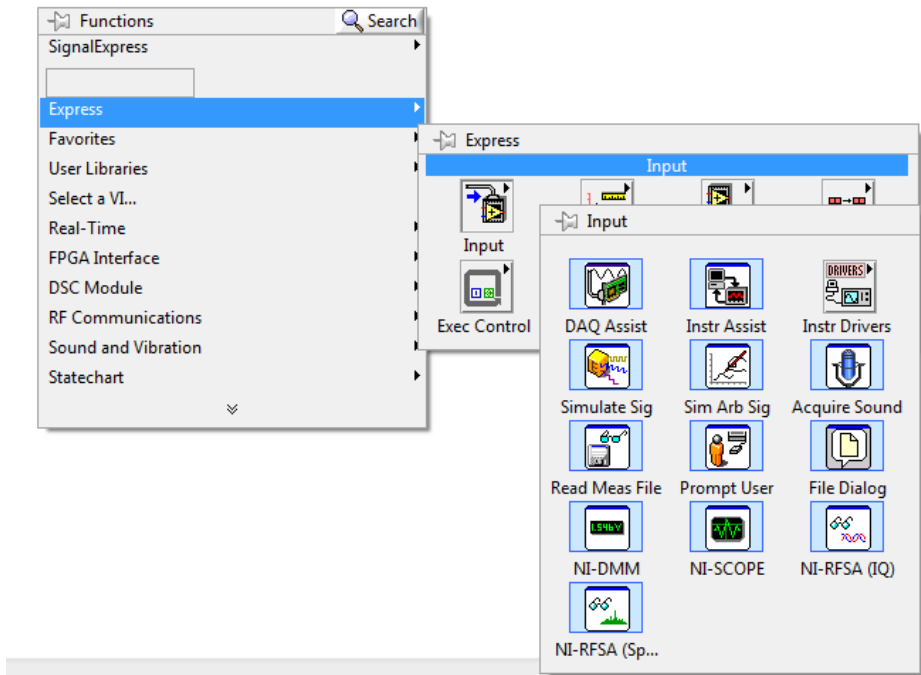 Functions
Search
SignalExpress
Express
Favorites
User Libraries
Select a VI...
Real-Time
FPGA Interface
DSC Module
RF Communications
Sound and Vibration
Statechart
Express
Input
Input
Exec Control
Input
DAQ Assist
Instr Assist
DRIVERS
Instr Drivers
Simulate Sig
Sim Arb Sig
Acquire Sound
Read Meas File
Prompt User
File Dialog
1.546V
NI-DMM
NI-SCOPE
NI-RFSA (IQ)
NI-RFSA (Sp...